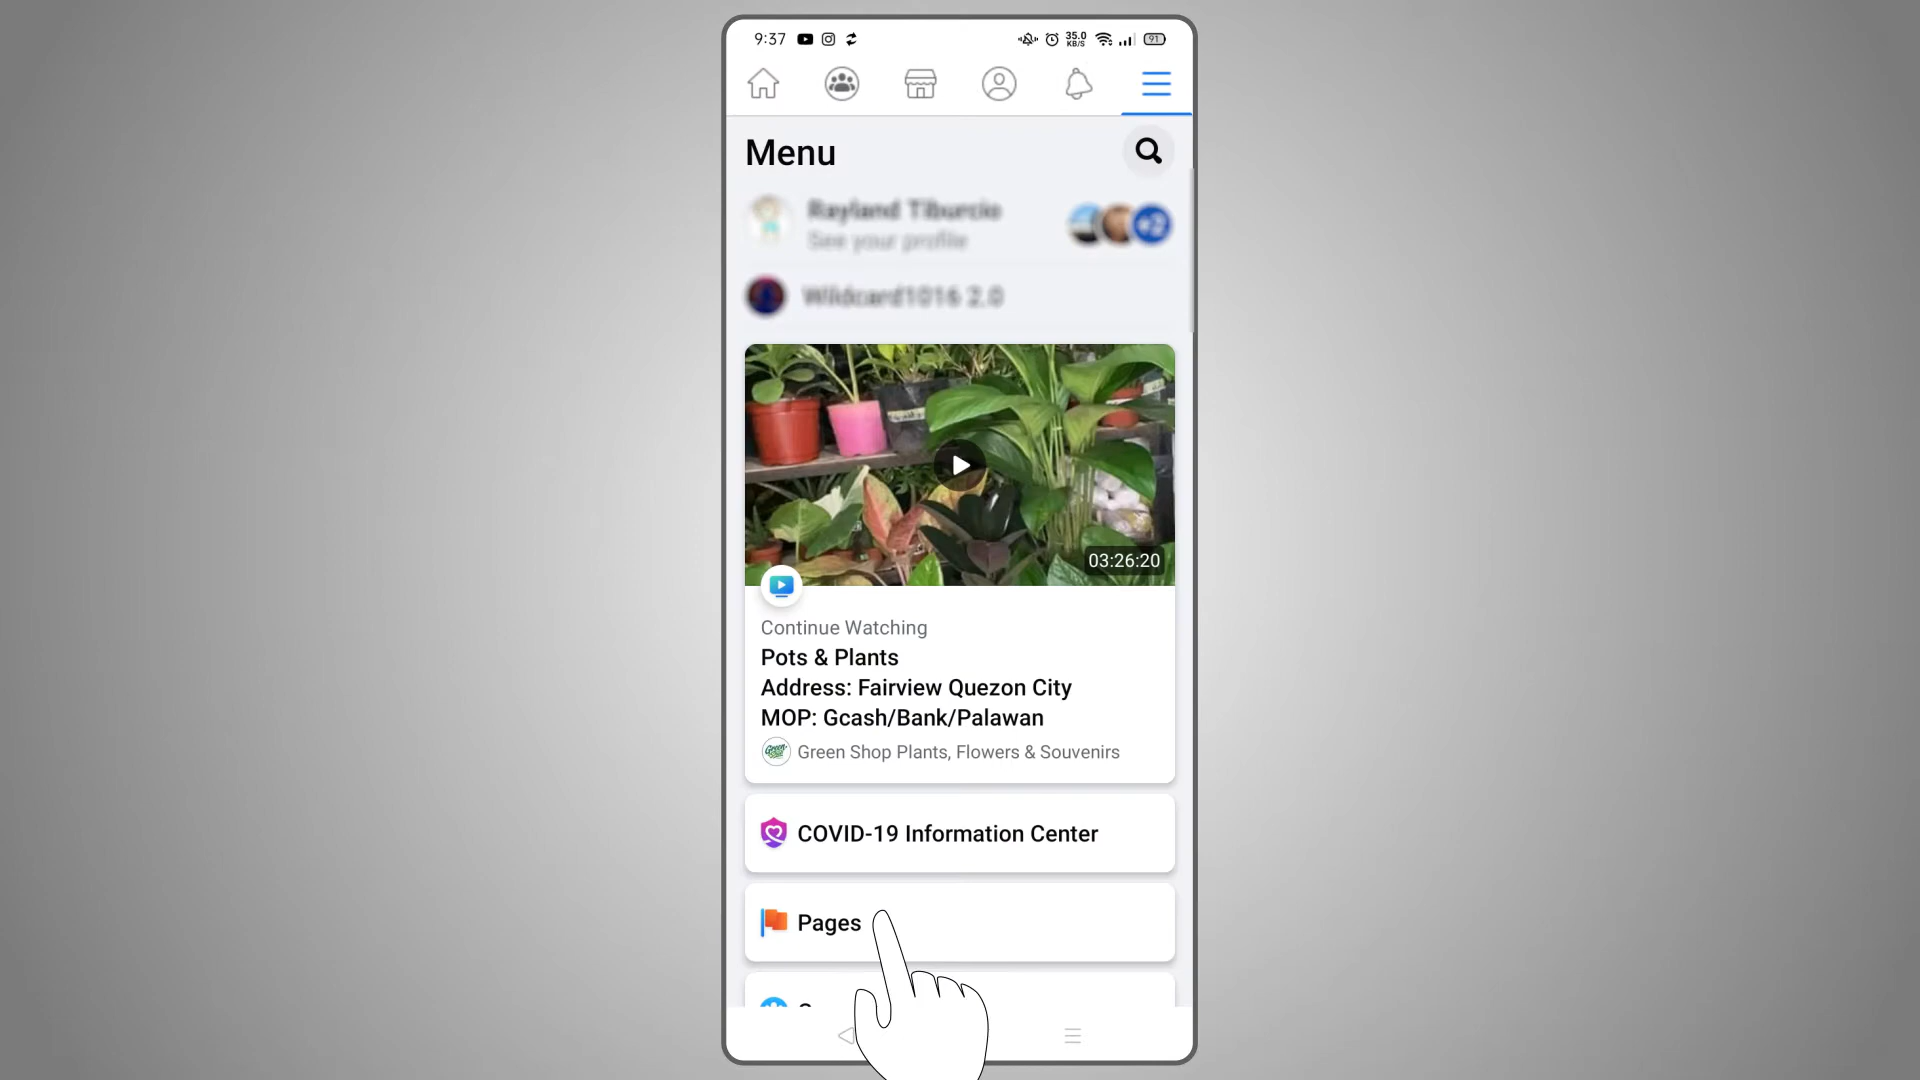 9:37
35.0
KB/S
91
Menu
Rayland Tiburcio
See your profile
+2
Wildcard1016 2.0
03:26:20
Continue Watching
Pots & Plants
Address: Fairview Quezon City
MOP: Gcash/Bank/Palawan
Green Shop Plants, Flowers & Souvenirs
COVID-19 Information Center
Pages